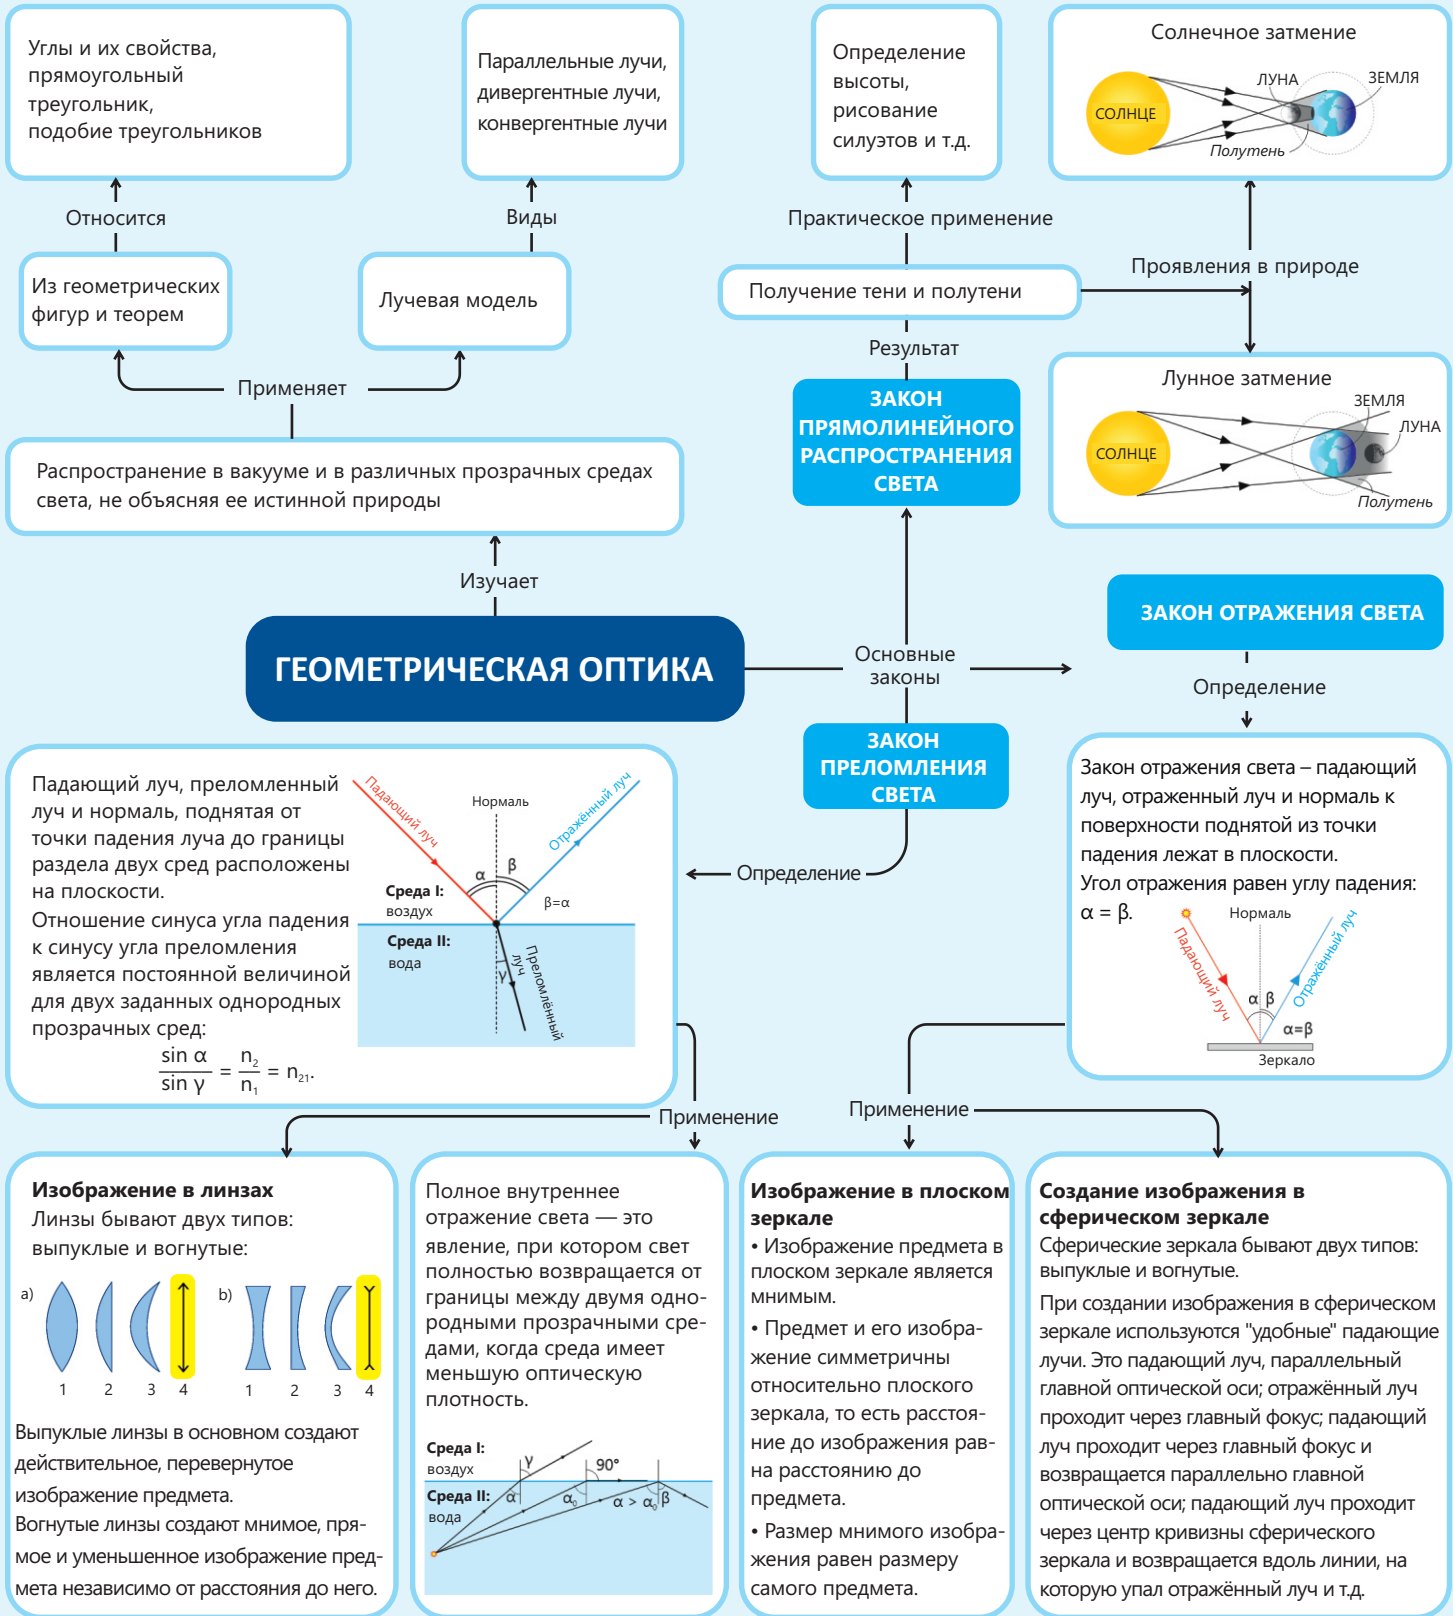 Углы и их свойства,
прямоугольный
треугольник,
подобие треугольников
Параллельные лучи,
дивергентные лучи,
конвергентные лучи
Определение
высоты,
рисование
силуэтов и т.д.
Солнечное затмение
СОЛНЦЕ
ЛУНА
ЗЕМЛЯ
Полутень
Относится
Виды
Практическое применение
Проявления в природе
Из геометрических
фигур и теорем
Лучевая модель
Получение тени и полутени
Результат
Применяет
ЗАКОН
ПРЯМОЛИНЕЙНОГО
РАСПРОСТРАНЕНИЯ
СВЕТА
Лунное затмение
СОЛНЦЕ
ЗЕМЛЯ
ЛУНА
Полутень
Распространение в вакууме и в различных прозрачных средах
света, не объясняя ее истинной природы
Изучает
ГЕОМЕТРИЧЕСКАЯ ОПТИКА
Основные
законы
ЗАКОН ОТРАЖЕНИЯ СВЕТА
Определение
ЗАКОН
ПРЕЛОМЛЕНИЯ
СВЕТА
Определение
Падающий луч, преломленный
луч и нормаль, поднятая от
точки падения луча до границы
раздела двух сред расположены
на плоскости.
Отношение синуса угла падения
к синусу угла преломления
является постоянной величиной
для двух заданных однородных
прозрачных сред:
sin α / sin γ = n₂ / n₁ = n₂₁.
Падающий луч
Нормаль
Отражённый луч
α
β
β=α
Среда I:
воздух
Среда II:
вода
γ
Преломлённый
луч
Закон отражения света – падающий
луч, отраженный луч и нормаль к
поверхности поднятой из точки
падения лежат в плоскости.
Угол отражения равен углу падения:
α = β.
Нормаль
Падающий луч
Отражённый луч
α β
α=β
Зеркало
Применение
Применение
Изображение в линзах
Линзы бывают двух типов:
выпуклые и вогнутые:
a)
1 2 3 4
b)
1 2 3 4
Выпуклые линзы в основном создают
действительное, перевернутое
изображение предмета.
Вогнутые линзы создают мнимое, пря-
мое и уменьшенное изображение пред-
мета независимо от расстояния до него.
Полное внутреннее
отражение света — это
явление, при котором свет
полностью возвращается от
границы между двумя одно-
родными прозрачными сре-
дами, когда среда имеет
меньшую оптическую
плотность.
Среда I:
воздух
Среда II:
вода
γ
90°
α
α₀
α > α₀
β
Изображение в плоском
зеркале
• Изображение предмета в
плоском зеркале является
мнимым.
• Предмет и его изобра-
жение симметричны
относительно плоского
зеркала, то есть расстоя-
ние до изображения рав-
на расстоянию до
предмета.
• Размер мнимого изобра-
жения равен размеру
самого предмета.
Создание изображения в
сферическом зеркале
Сферические зеркала бывают двух типов:
выпуклые и вогнутые.
При создании изображения в сферическом
зеркале используются "удобные" падающие
лучи. Это падающий луч, параллельный
главной оптической оси; отражённый луч
проходит через главный фокус; падающий
луч проходит через главный фокус и
возвращается параллельно главной
оптической оси; падающий луч проходит
через центр кривизны сферического
зеркала и возвращается вдоль линии, на
которую упал отражённый луч и т.д.